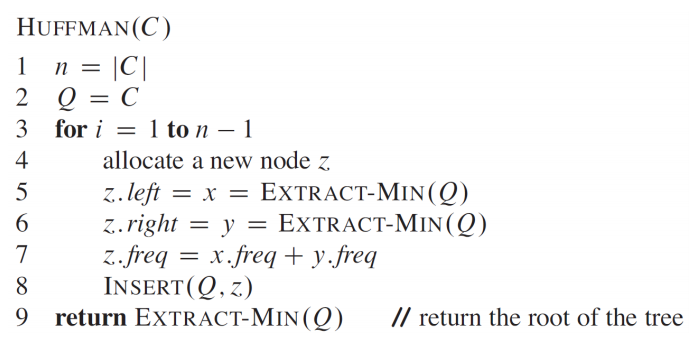 HUFFMAN(C)
1 n = |C|
2 Q = C
3 for i = 1 to n − 1
4 allocate a new node z
5 z.left = x = EXTRACT-MIN(Q)
6 z.right = y = EXTRACT-MIN(Q)
7 z.freq = x.freq + y.freq
8 INSERT(Q, z)
9 return EXTRACT-MIN(Q) // return the root of the tree